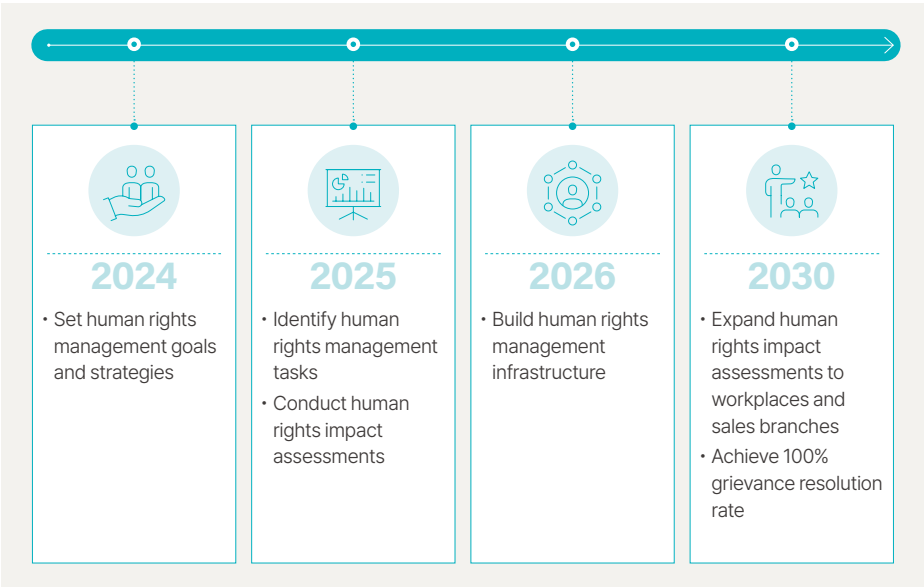 2024
• Set human rights
management goals
and strategies
2025
• Identify human
rights management
tasks
• Conduct human
rights impact
assessments
2026
• Build human rights
management
infrastructure
2030
• Expand human
rights impact
assessments to
workplaces and
sales branches
• Achieve 100%
grievance resolution
rate